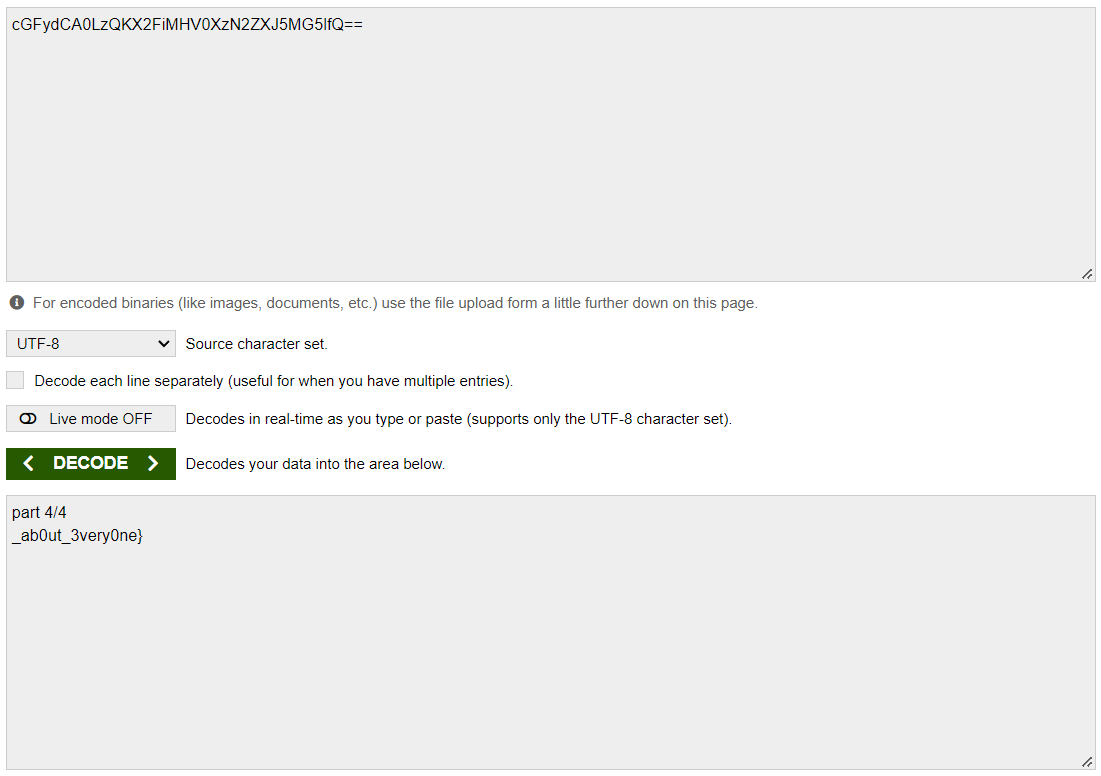 cGFydCA0LzQKX2FiMHV0XzN2ZXJ5MG5lfQ==
For encoded binaries (like images, documents, etc.) use the file upload form a little further down on this page.
UTF-8 Source character set.
Decode each line separately (useful for when you have multiple entries).
Live mode OFF Decodes in real-time as you type or paste (supports only the UTF-8 character set).
DECODE Decodes your data into the area below.
part 4/4
_ab0ut_3very0ne}